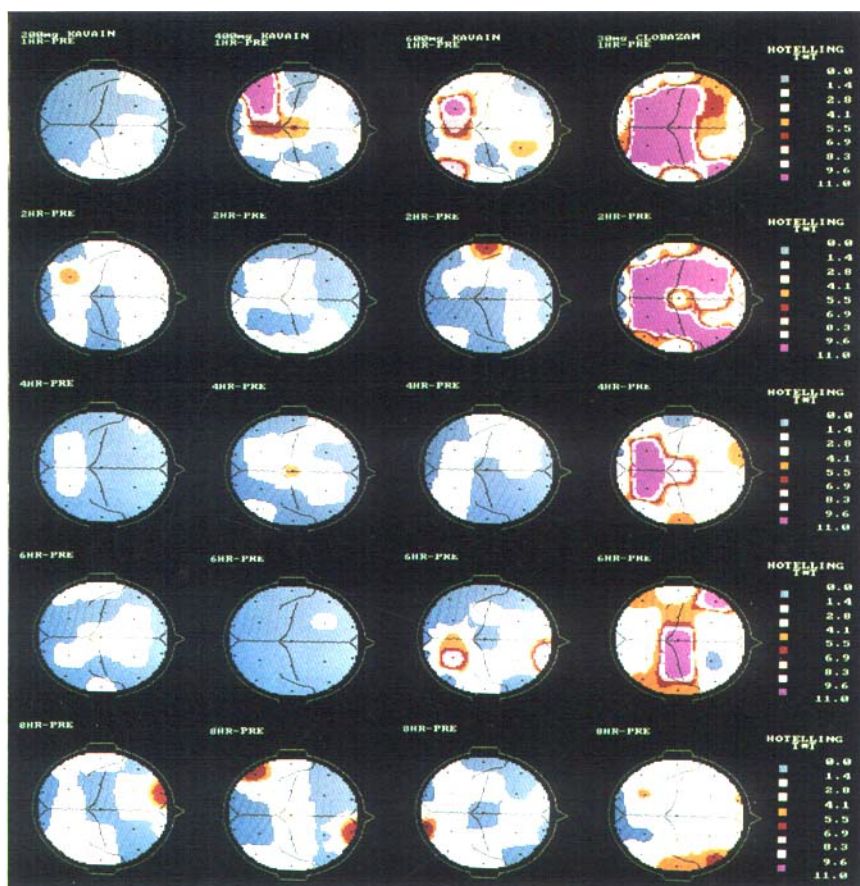 200mg KAVAIN
1HR-PRE
400mg KAVAIN
1HR-PRE
600mg KAVAIN
1HR-PRE
30mg CLOBAZAM
1HR-PRE
HOTELLING
T*T
0.0
1.4
2.8
4.1
5.5
6.9
8.3
9.6
11.0
2HR-PRE
2HR-PRE
2HR-PRE
2HR-PRE
HOTELLING
T*T
0.0
1.4
2.8
4.1
5.5
6.9
8.3
9.6
11.0
4HR-PRE
4HR-PRE
4HR-PRE
4HR-PRE
HOTELLING
T*T
0.0
1.4
2.8
4.1
5.5
6.9
8.3
9.6
11.0
6HR-PRE
6HR-PRE
6HR-PRE
6HR-PRE
HOTELLING
T*T
0.0
1.4
2.8
4.1
5.5
6.9
8.3
9.6
11.0
8HR-PRE
8HR-PRE
8HR-PRE
8HR-PRE
HOTELLING
T*T
0.0
1.4
2.8
4.1
5.5
6.9
8.3
9.6
11.0